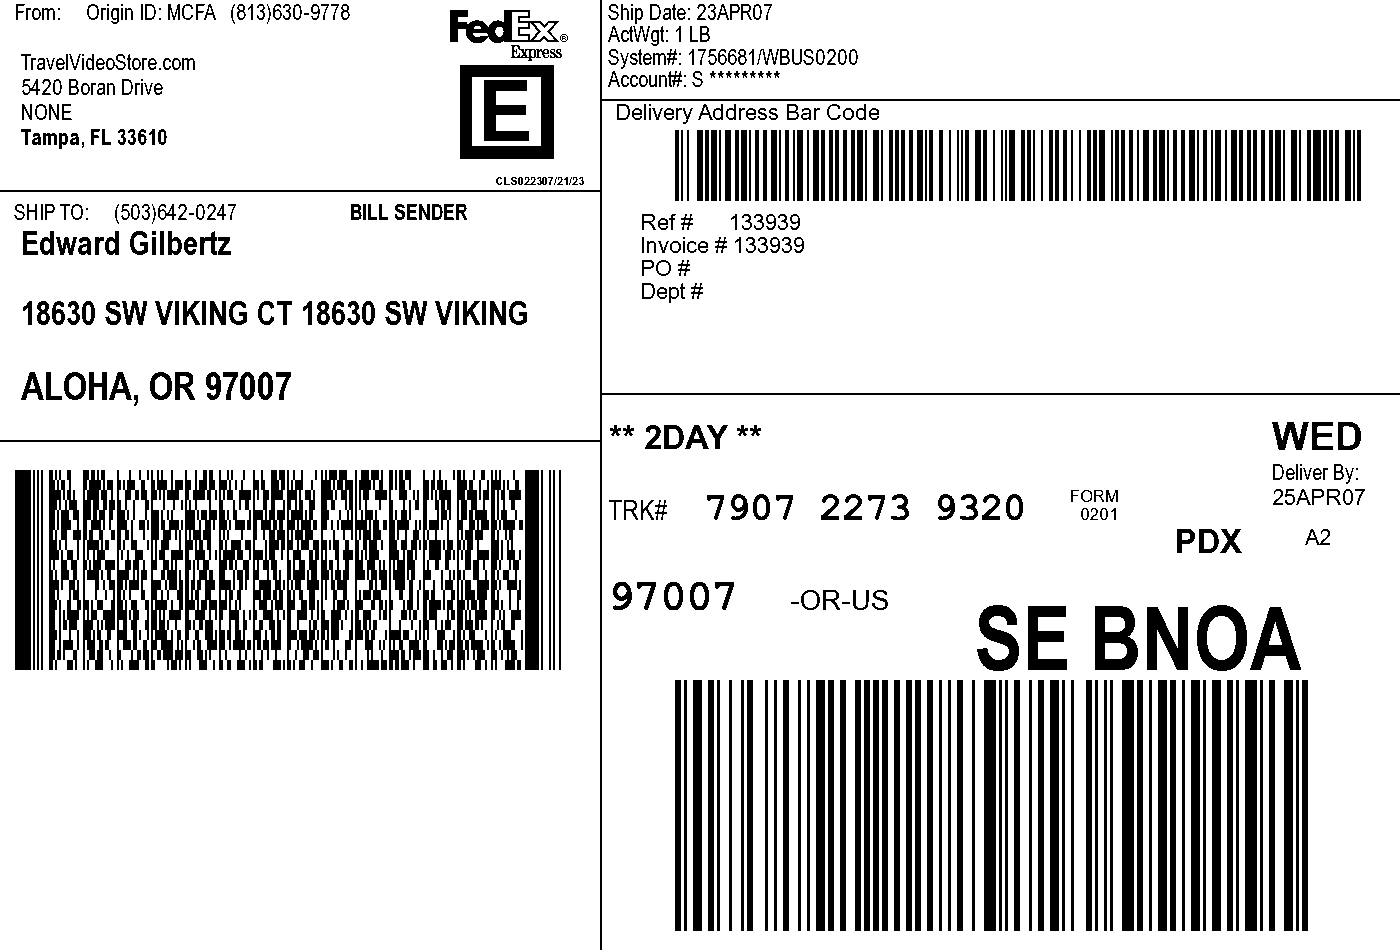 From: Origin ID: MCFA (813)630-9778
TravelVideoStore.com
5420 Boran Drive
NONE
Tampa, FL 33610
FedEx®
Express
E
CLS022307/21/23
SHIP TO: (503)642-0247 BILL SENDER
Edward Gilbertz
18630 SW VIKING CT 18630 SW VIKING
ALOHA, OR 97007
Ship Date: 23APR07
ActWgt: 1 LB
System#: 1756681/WBUS0200
Account#: S *********
Delivery Address Bar Code
Ref # 133939
Invoice # 133939
PO #
Dept #
** 2DAY **
WED
Deliver By:
25APR07
TRK# 7907 2273 9320 FORM
0201
PDX A2
97007 -OR-US
SE BNOA